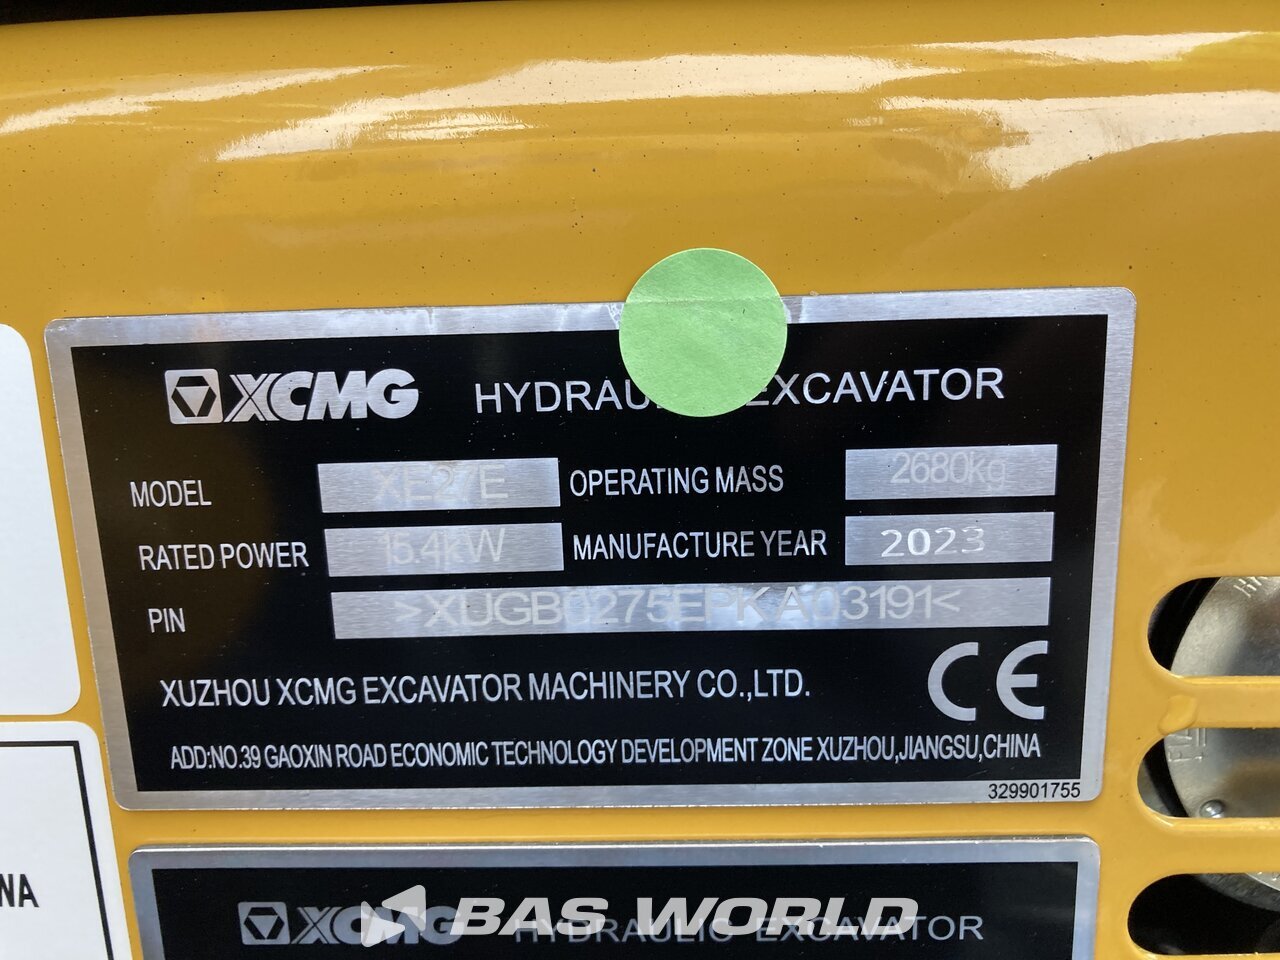 XCMG HYDRAU EXCAVATOR
MODEL XE27E OPERATING MASS 2680kg
RATED POWER 15.4kW MANUFACTURE YEAR 2023
PIN >XUGB0275EPKA03191<
XUZHOU XCMG EXCAVATOR MACHINERY CO.,LTD. CE
ADD:NO.39 GAOXIN ROAD ECONOMIC TECHNOLOGY DEVELOPMENT ZONE XUZHOU,JIANGSU,CHINA
329901755
NA
XCMG HYDRAULIC EXCAVATOR
BAS WORLD